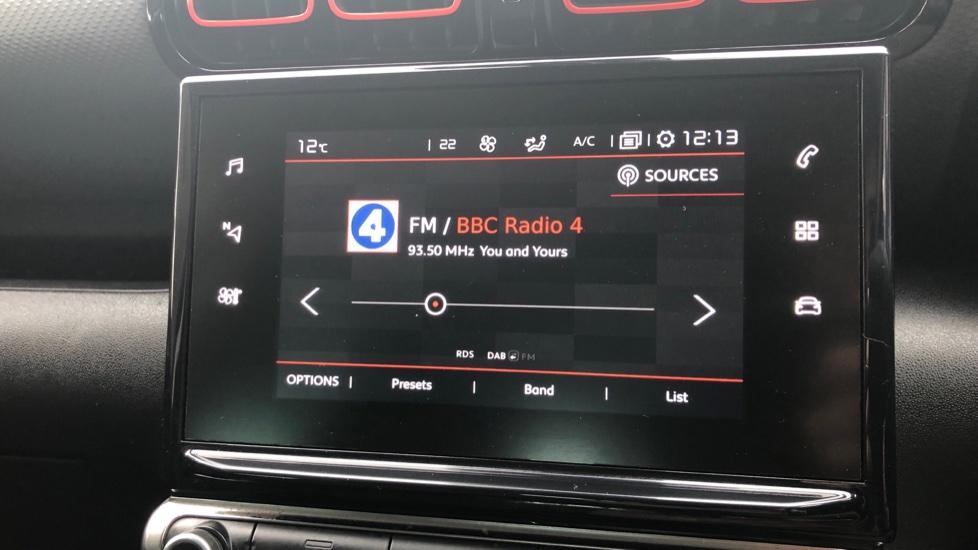 12°C | 22 A/C | | 12:13
SOURCES
4 FM / BBC Radio 4
93.50 MHz You and Yours
N
RDS DAB FM
OPTIONS | Presets | Band | List